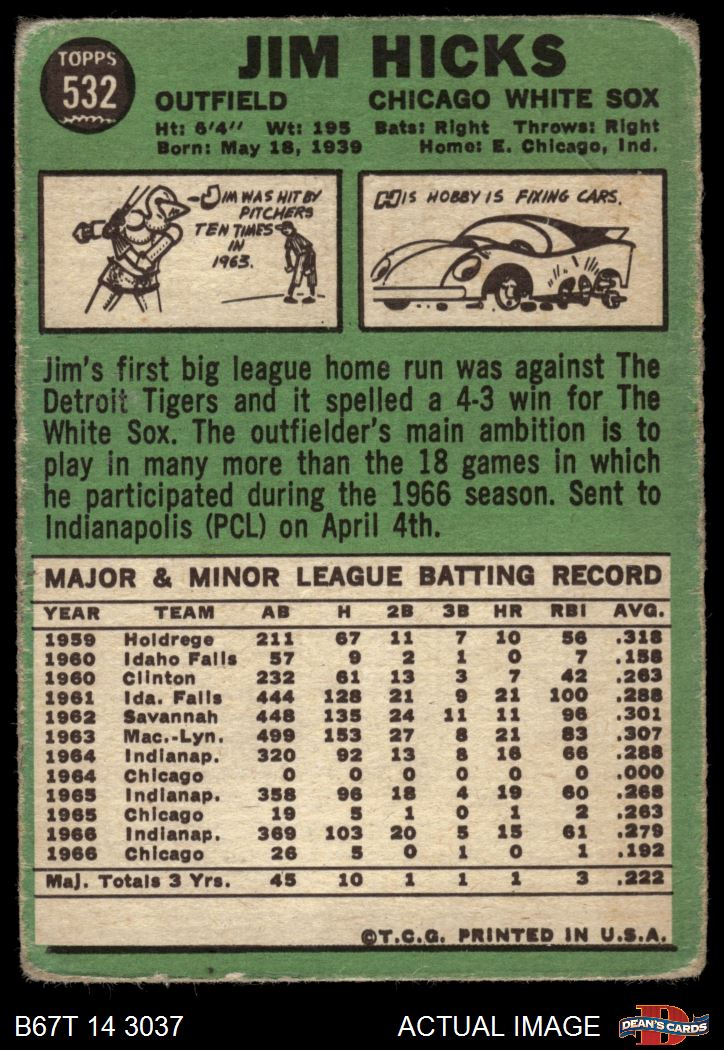 TOPPS
532
JIM HICKS
OUTFIELD CHICAGO WHITE SOX
Ht: 6'4" Wt: 195 Bats: Right Throws: Right
Born: May 18, 1939 Home: E. Chicago, Ind.
JIM WAS HIT BY
PITCHERS
TEN TIMES
IN
1963.
HIS HOBBY IS FIXING CARS.
Jim's first big league home run was against The
Detroit Tigers and it spelled a 4-3 win for The
White Sox. The outfielder's main ambition is to
play in many more than the 18 games in which
he participated during the 1966 season. Sent to
Indianapolis (PCL) on April 4th.
MAJOR & MINOR LEAGUE BATTING RECORD
YEAR TEAM AB H 2B 3B HR RBI AVG.
1959 Holdrege 211 67 11 7 10 56 .318
1960 Idaho Falls 57 9 2 1 0 7 .158
1960 Clinton 232 61 13 3 7 42 .263
1961 Ida. Falls 444 128 21 9 21 100 .288
1962 Savannah 448 135 24 11 11 96 .301
1963 Mac.-Lyn. 499 153 27 8 21 83 .307
1964 Indianap. 320 92 13 8 16 66 .288
1964 Chicago 0 0 0 0 0 0 .000
1965 Indianap. 358 96 18 4 19 60 .268
1965 Chicago 19 5 1 0 1 2 .263
1966 Indianap. 369 103 20 5 15 61 .279
1966 Chicago 26 5 0 1 0 1 .192
Maj. Totals 3 Yrs. 45 10 1 1 1 3 .222
©T.C.G. PRINTED IN U.S.A.
B67T 14 3037 ACTUAL IMAGE
D
DEAN'S CARDS